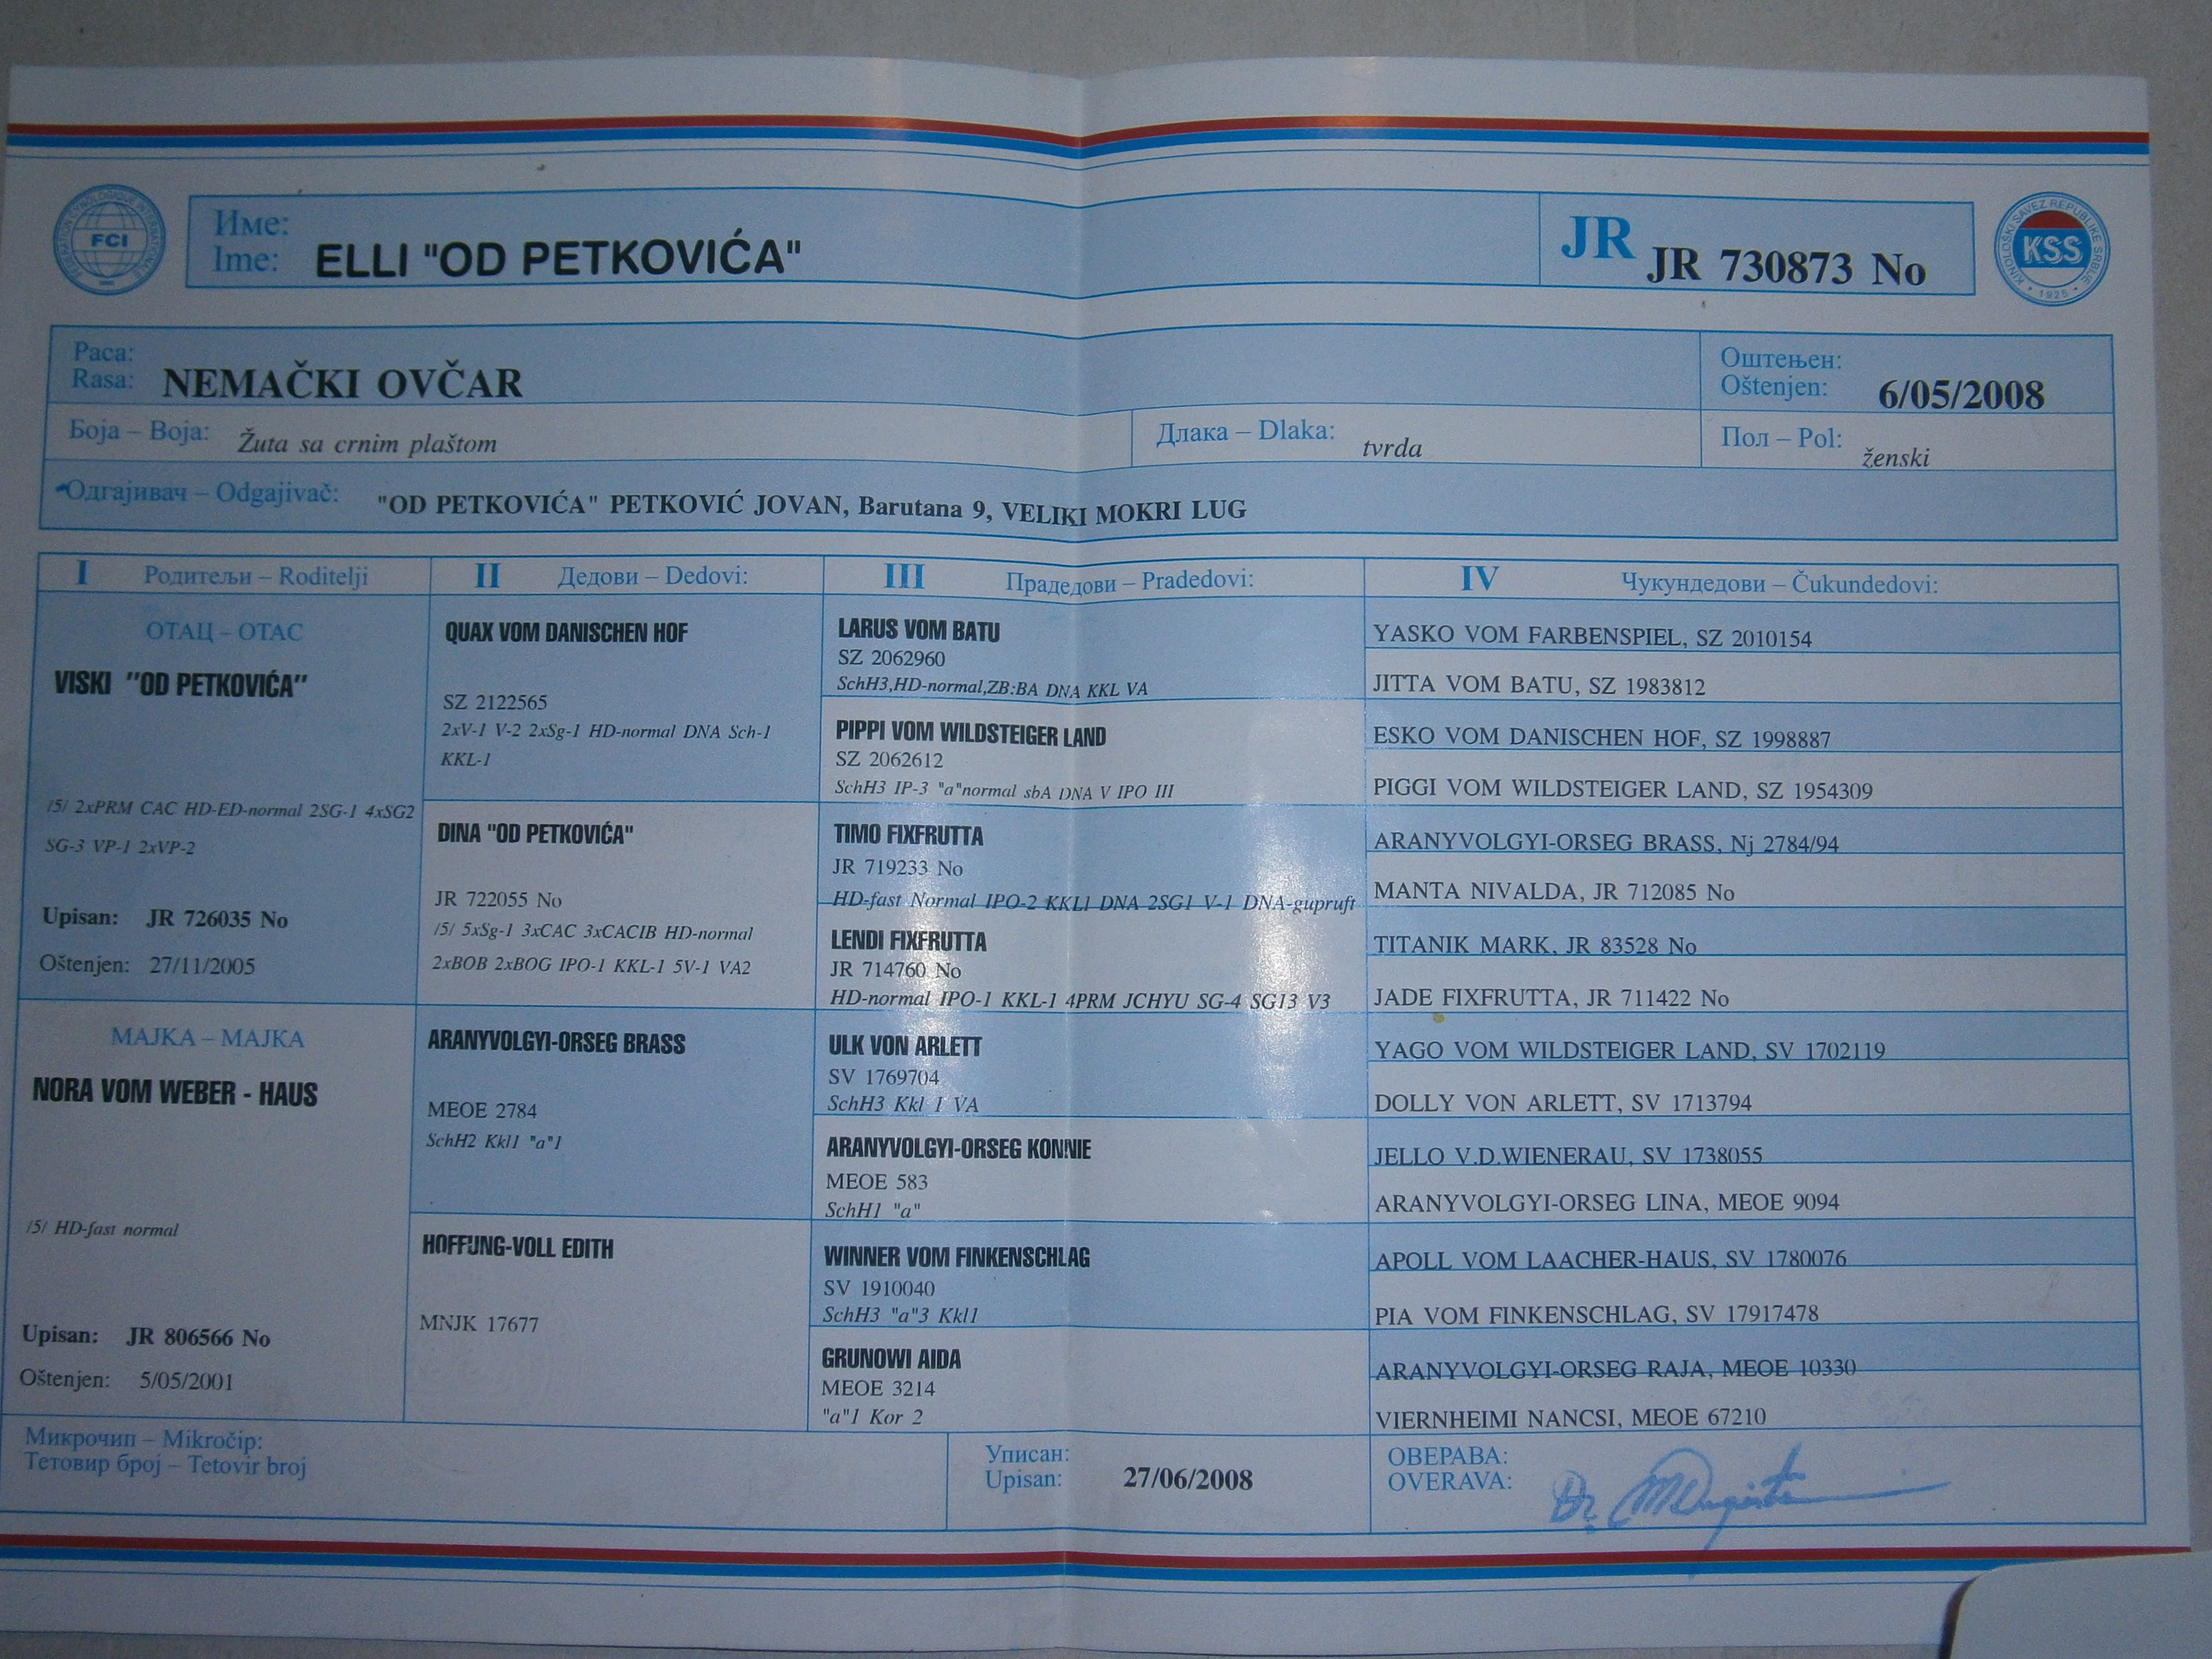 FCI
Име:
Ime: ELLI "OD PETKOVIĆA"
JR JR 730873 No
KINOLOŠKI SAVEZ REPUBLIKE SRBIJE
KSS
1925
Раса:
Rasa: NEMAČKI OVČAR
Оштењен:
Oštenjen: 6/05/2008
Боја – Boja: Žuta sa crnim plaštom
Длака – Dlaka: tvrda
Пол – Pol: ženski
Одгајивач – Odgajivač: "OD PETKOVIĆA" PETKOVIĆ JOVAN, Barutana 9, VELIKI MOKRI LUG
I Родитељи – Roditelji
II Дедови – Dedovi:
III Прадедови – Pradedovi:
IV Чукундедови – Čukundedovi:
ОТАЦ – OTAC
VISKI "OD PETKOVIĆA"
/5/ 2xPRM CAC HD-ED-normal 2SG-1 4xSG2
SG-3 VP-1 2xVP-2
Upisan: JR 726035 No
Oštenjen: 27/11/2005
МАЈКА – MAJKA
NORA VOM WEBER - HAUS
/5/ HD-fast normal
Upisan: JR 806566 No
Oštenjen: 5/05/2001
QUAX VOM DANISCHEN HOF
SZ 2122565
2xV-1 V-2 2xSg-1 HD-normal DNA Sch-1
KKL-1
DINA "OD PETKOVIĆA"
JR 722055 No
/5/ 5xSg-1 3xCAC 3xCACIB HD-normal
2xBOB 2xBOG IPO-1 KKL-1 5V-1 VA2
ARANYVOLGYI-ORSEG BRASS
MEOE 2784
SchH2 Kkl1 "a"1
HOFFUNG-VOLL EDITH
MNJK 17677
LARUS VOM BATU
SZ 2062960
SchH3,HD-normal,ZB:BA DNA KKL VA
PIPPI VOM WILDSTEIGER LAND
SZ 2062612
SchH3 IP-3 "a"normal sbA DNA V IPO III
TIMO FIXFRUTTA
JR 719233 No
HD-fast Normal IPO-2 KKL1 DNA 2SG1 V-1 DNA-gupruft
LENDI FIXFRUTTA
JR 714760 No
HD-normal IPO-1 KKL-1 4PRM JCHYU SG-4 SG13 V3
ULK VON ARLETT
SV 1769704
SchH3 Kkl 1 VA
ARANYVOLGYI-ORSEG KONNIE
MEOE 583
SchH1 "a"
WINNER VOM FINKENSCHLAG
SV 1910040
SchH3 "a"3 Kkl1
GRUNOWI AIDA
MEOE 3214
"a"1 Kor 2
YASKO VOM FARBENSPIEL, SZ 2010154
JITTA VOM BATU, SZ 1983812
ESKO VOM DANISCHEN HOF, SZ 1998887
PIGGI VOM WILDSTEIGER LAND, SZ 1954309
ARANYVOLGYI-ORSEG BRASS, Nj 2784/94
MANTA NIVALDA, JR 712085 No
TITANIK MARK, JR 83528 No
JADE FIXFRUTTA, JR 711422 No
YAGO VOM WILDSTEIGER LAND, SV 1702119
DOLLY VON ARLETT, SV 1713794
JELLO V.D.WIENERAU, SV 1738055
ARANYVOLGYI-ORSEG LINA, MEOE 9094
APOLL VOM LAACHER-HAUS, SV 1780076
PIA VOM FINKENSCHLAG, SV 17917478
ARANYVOLGYI-ORSEG RAJA, MEOE 10330
VIERNHEIMI NANCSI, MEOE 67210
Микрочип – Mikročip:
Тетовир број – Tetovir broj
Уписан:
Upisan: 27/06/2008
ОВЕРАВА:
OVERAVA:
Dr.